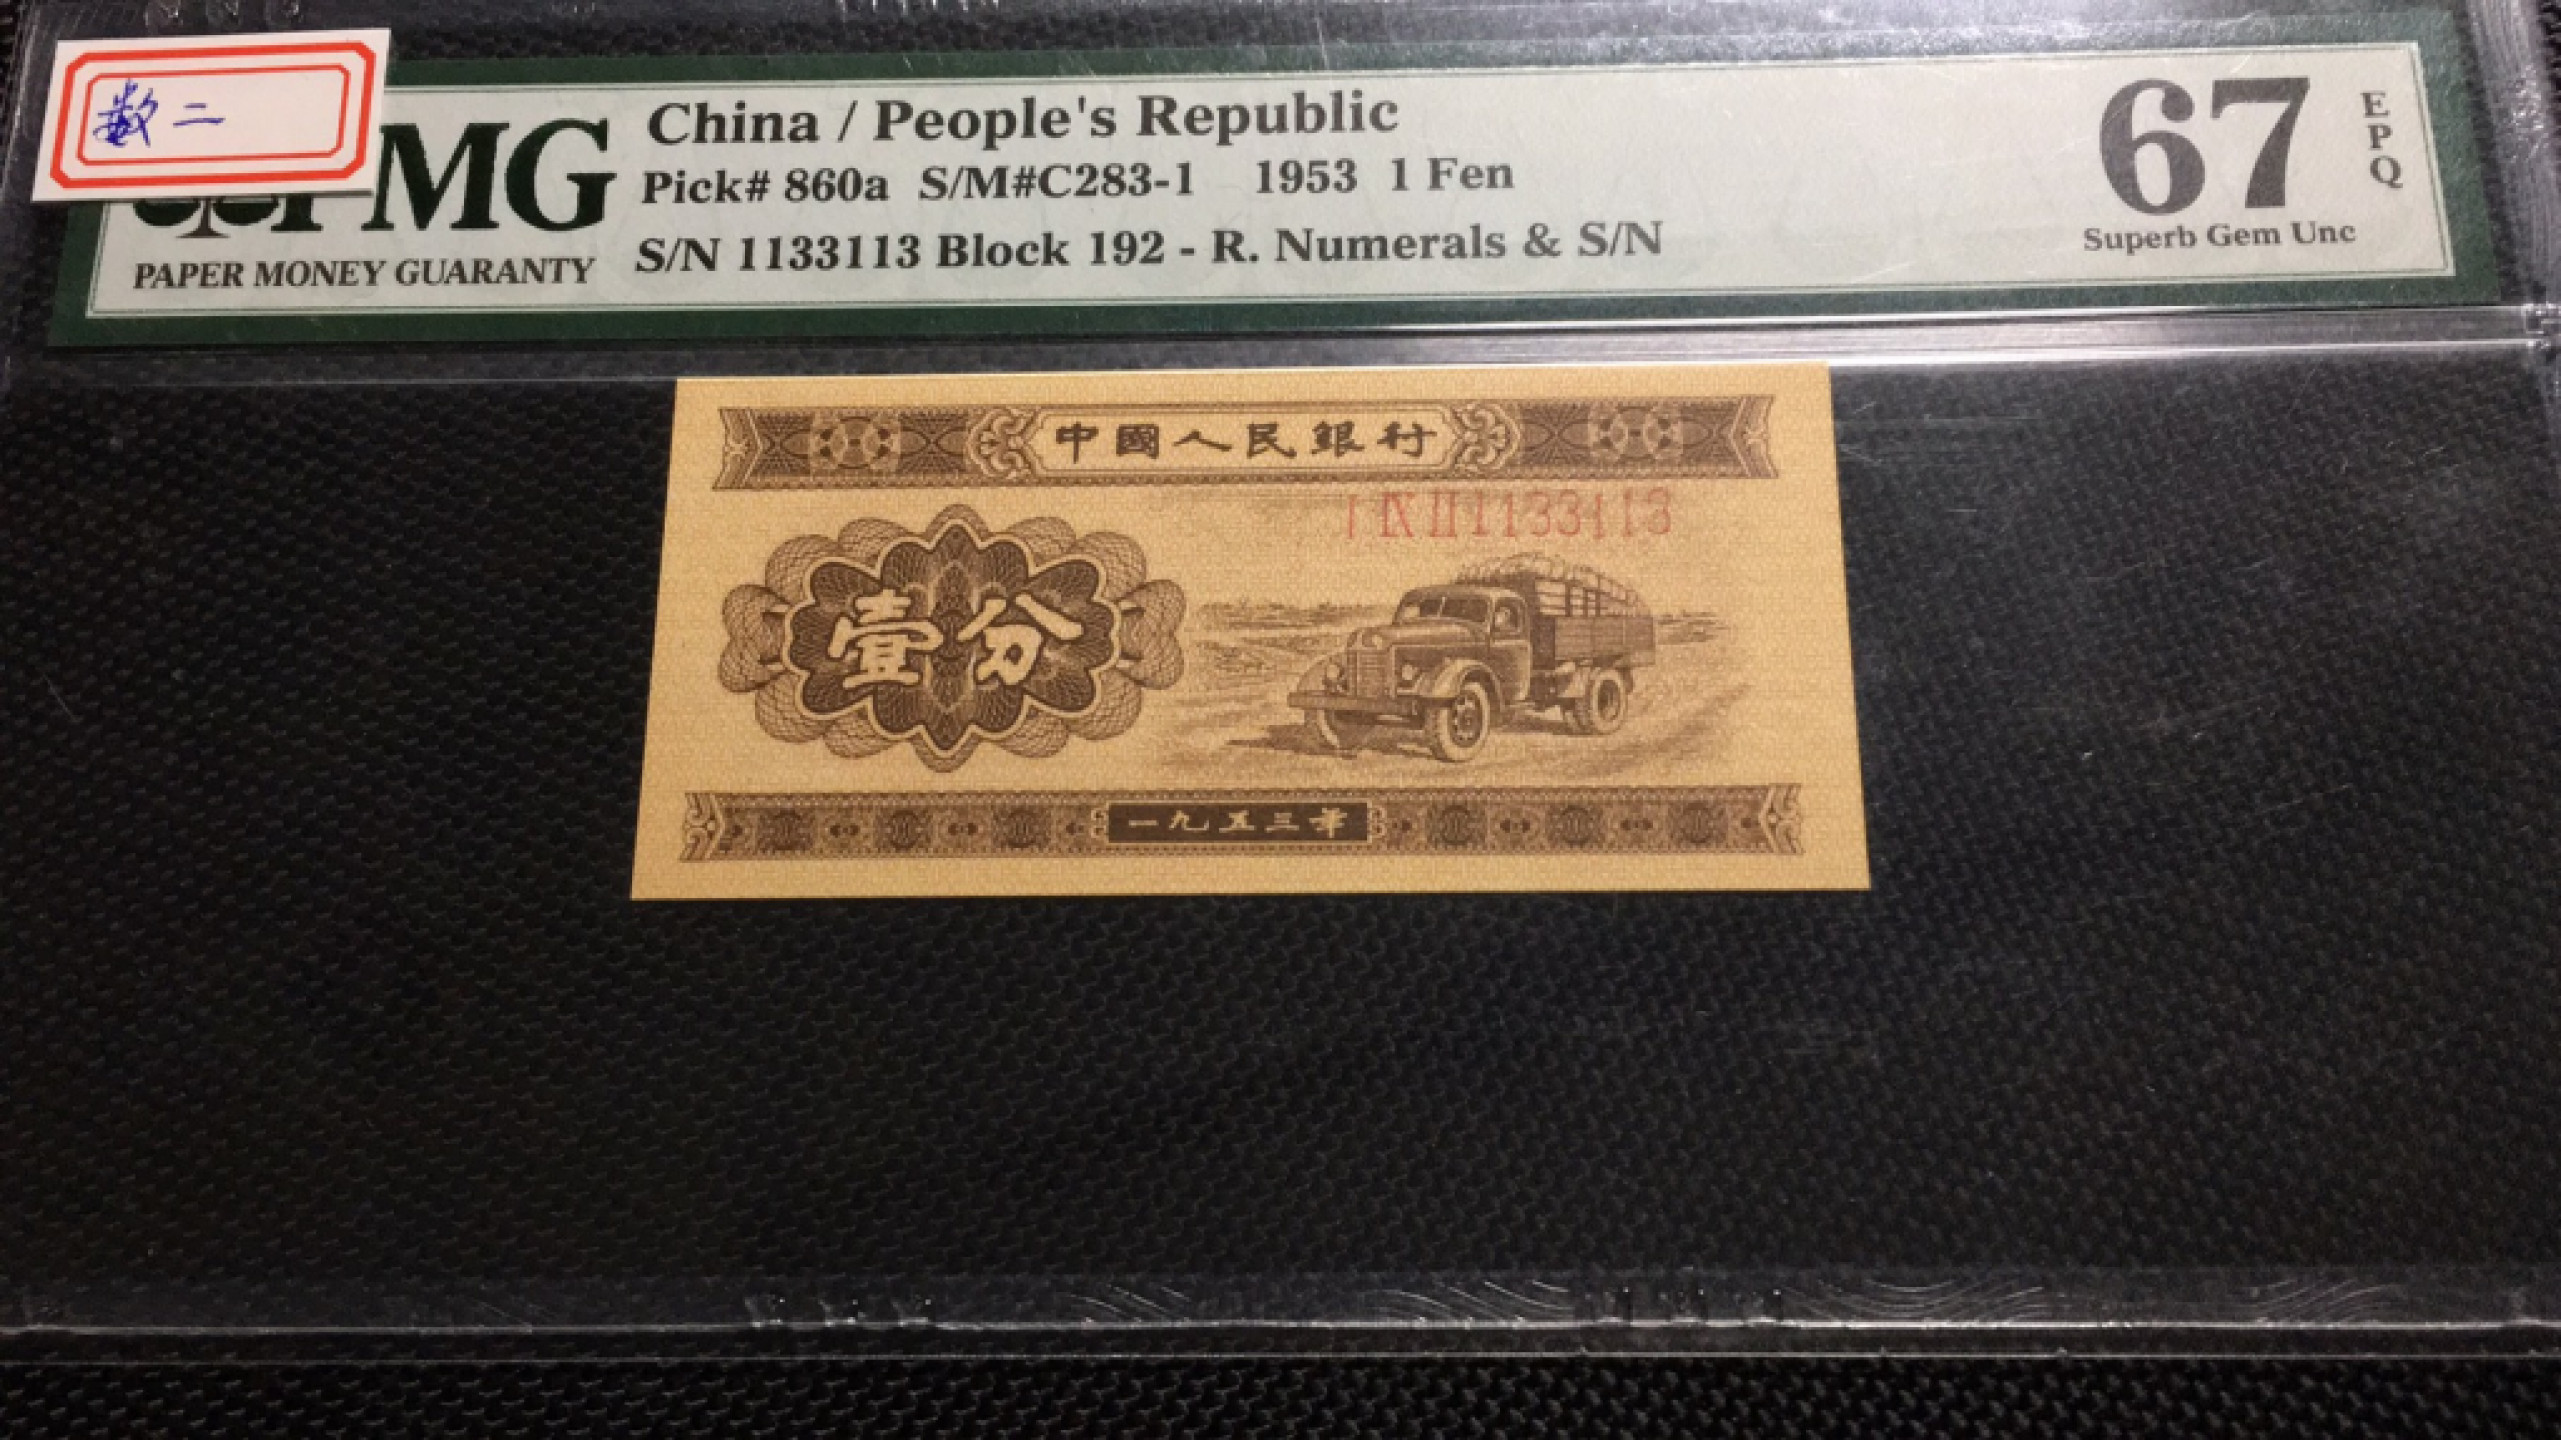 数二
PMG
PAPER MONEY GUARANTY
China / People's Republic
Pick# 860a S/M#C283-1 1953 1 Fen
S/N 1133113 Block 192 - R. Numerals & S/N
67
EPQ
Superb Gem Unc
中國人民銀行
I IX II 1133113
壹分
一九五三年